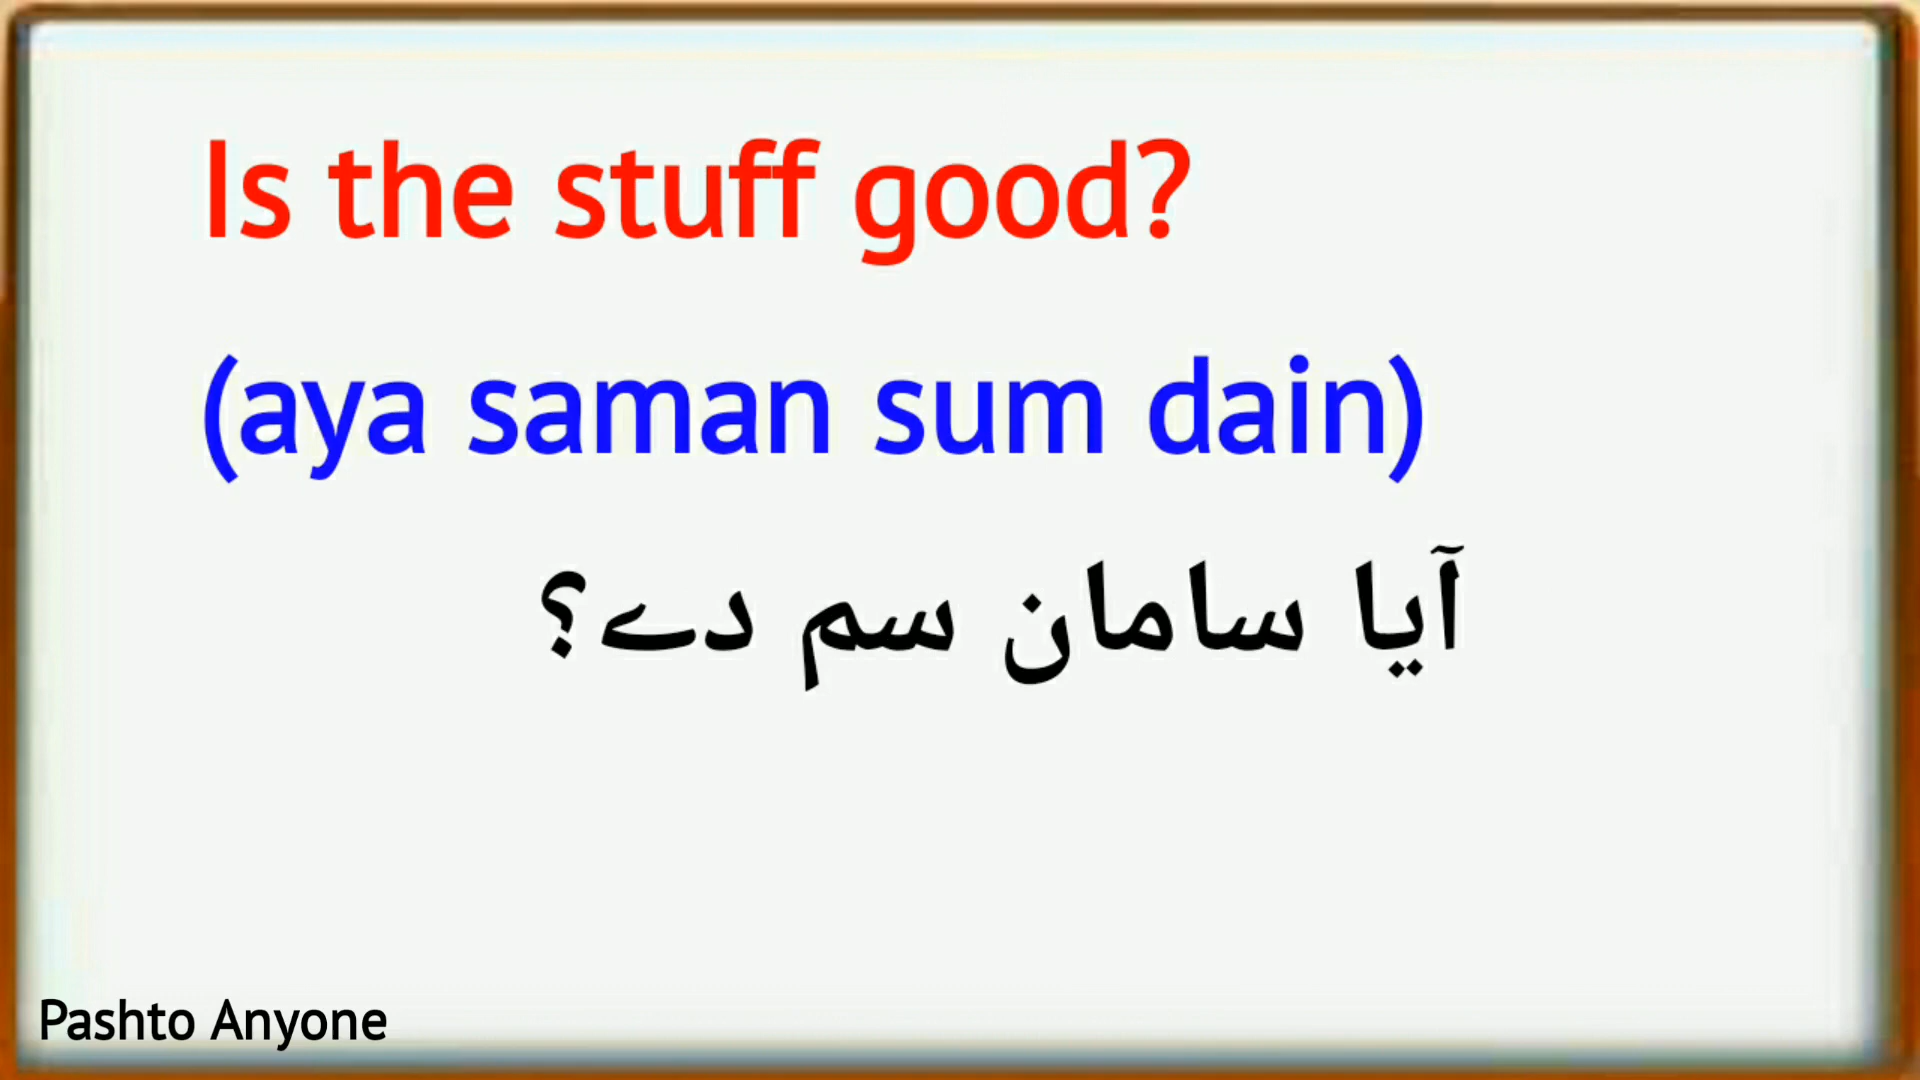 Is the stuff good?
(aya saman sum dain)
آیا سامان سم دے؟
Pashto Anyone